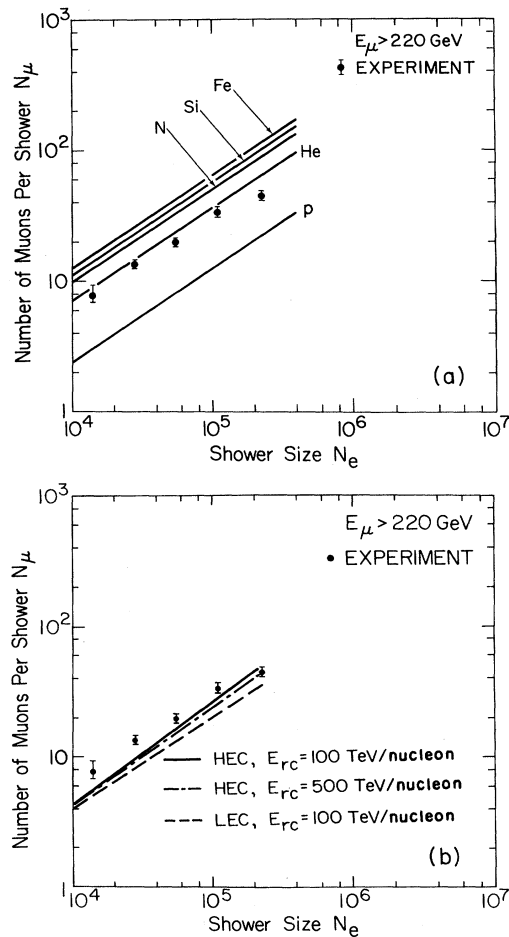 10³
E_μ > 220 GeV
EXPERIMENT
Fe
Si
N
10²
He
p
10
Number of Muons Per Shower N_μ
(a)
1
10⁴
10⁵
10⁶
10⁷
Shower Size N_e
10³
E_μ > 220 GeV
EXPERIMENT
10²
Number of Muons Per Shower N_μ
10
HEC, E_rc = 100 TeV/nucleon
HEC, E_rc = 500 TeV/nucleon
LEC, E_rc = 100 TeV/nucleon
(b)
1
10⁴
10⁵
10⁶
10⁷
Shower Size N_e